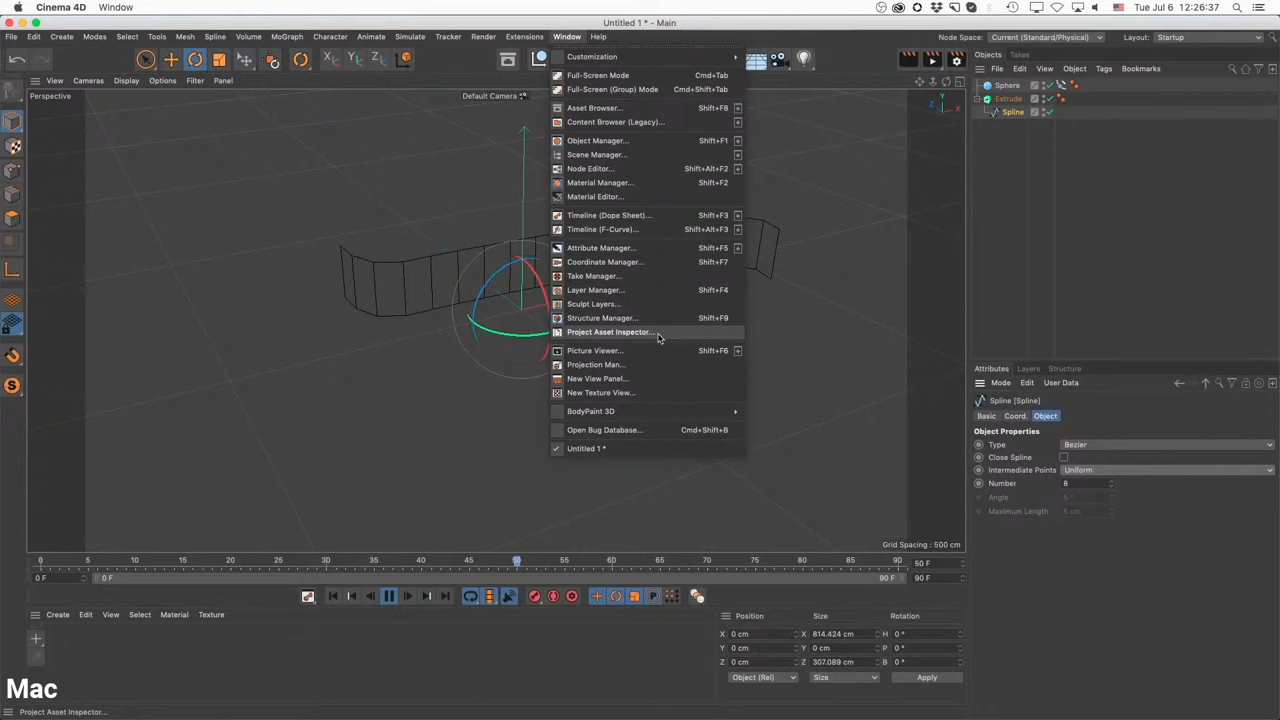 Cinema 4D Window
Tue Jul 6 12:26:37
Untitled 1 * - Main
File Edit Create Modes Select Tools Mesh Spline Volume MoGraph Character Animate Simulate Tracker Render Extensions Window Help
Node Space: Current (Standard/Physical) Layout: Startup
View Cameras Display Options Filter Panel
Perspective
Default Camera
Customization
Full-Screen Mode Cmd+Tab
Full-Screen (Group) Mode Cmd+Shift+Tab
Asset Browser... Shift+F8
Content Browser (Legacy)...
Object Manager... Shift+F1
Scene Manager...
Node Editor... Shift+Alt+F2
Material Manager... Shift+F2
Material Editor...
Timeline (Dope Sheet)... Shift+F3
Timeline (F-Curve)... Shift+Alt+F3
Attribute Manager... Shift+F5
Coordinate Manager... Shift+F7
Take Manager...
Layer Manager... Shift+F4
Sculpt Layers...
Structure Manager... Shift+F9
Project Asset Inspector...
Picture Viewer... Shift+F6
Projection Man...
New View Panel...
New Texture View...
BodyPaint 3D
Open Bug Database... Cmd+Shift+B
Untitled 1 *
Objects Takes
File Edit View Object Tags Bookmarks
Sphere
Extrude
Spline
Attributes Layers Structure
Mode Edit User Data
Spline [Spline]
Basic Coord. Object
Object Properties
Type Bezier
Close Spline
Intermediate Points Uniform
Number 8
Angle 5 °
Maximum Length 5 cm
Y
Z X
Grid Spacing : 500 cm
0 5 10 15 20 25 30 35 40 45 50 55 60 65 70 75 80 85 90
50 F
0 F 0 F 90 F 90 F
Create Edit View Select Material Texture
Position Size Rotation
X 0 cm X 814.424 cm H 0 °
Y 0 cm Y 0 cm P 0 °
Z 0 cm Z 307.089 cm B 0 °
Object (Rel) Size Apply
Mac
Project Asset Inspector...